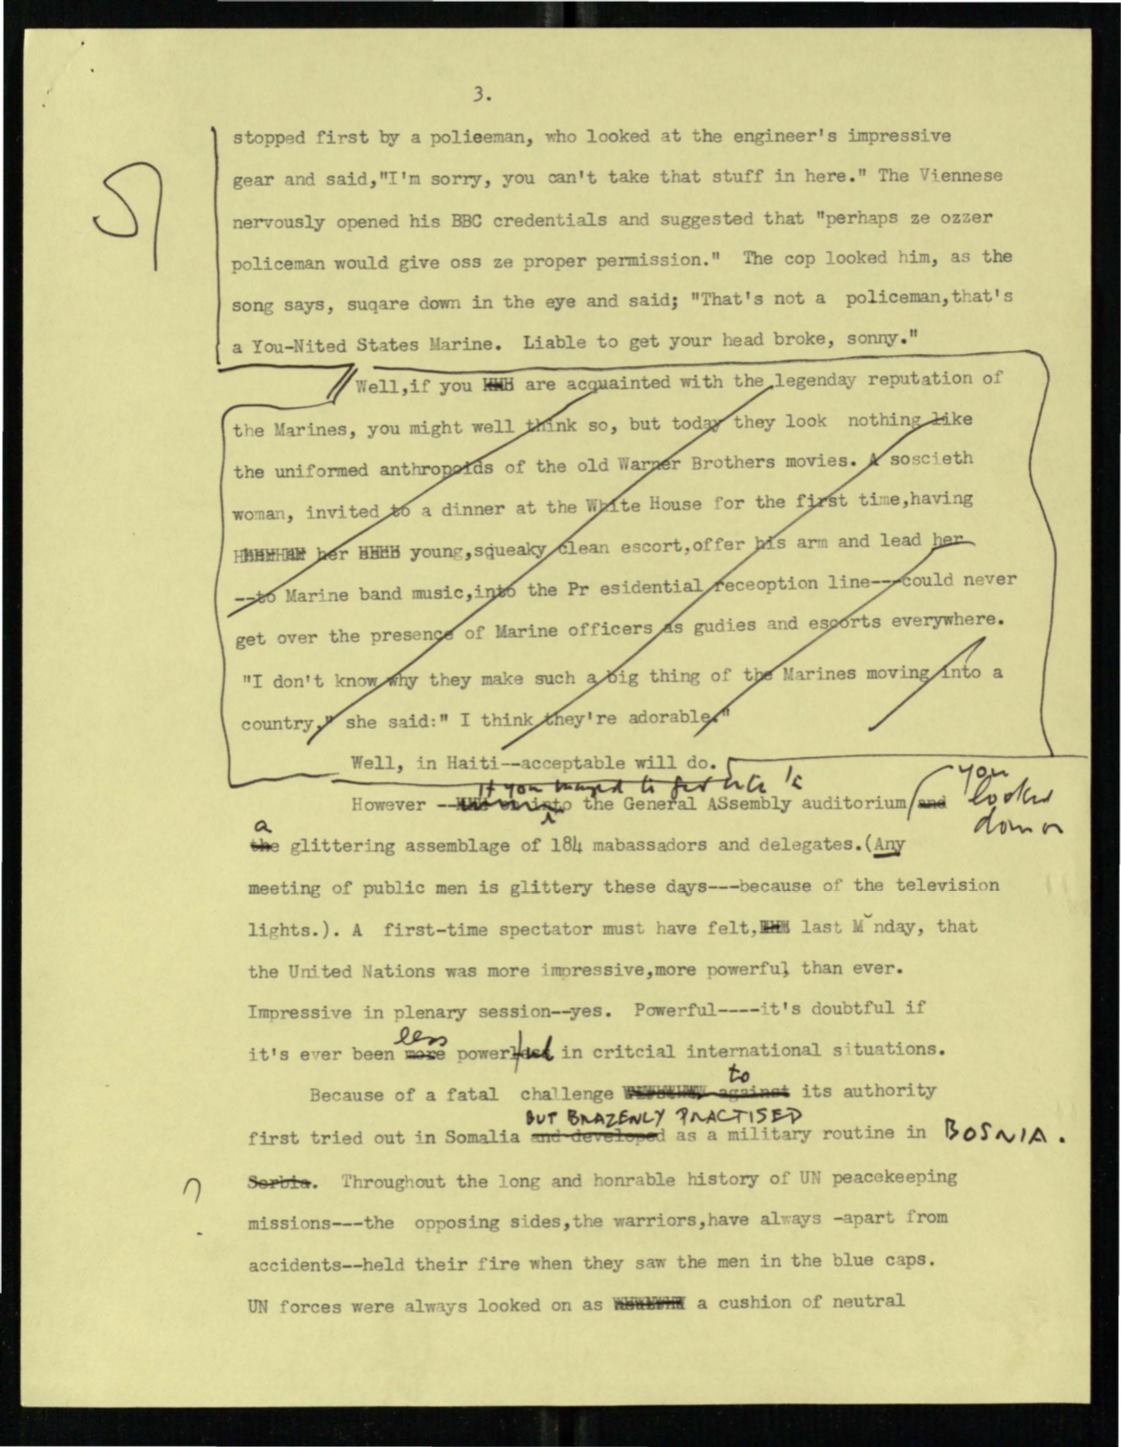 3.
stopped first by a polieeman, who looked at the engineer's impressive
gear and said,"I'm sorry, you can't take that stuff in here." The Viennese
nervously opened his BBC credentials and suggested that "perhaps ze ozzer
policeman would give oss ze proper permission." The cop looked him, as the
song says, suqare down in the eye and said; "That's not a policeman,that's
a You-Nited States Marine. Liable to get your head broke, sonny."
Well,if you are acquainted with the legenday reputation of
the Marines, you might well think so, but today they look nothing like
the uniformed anthropoids of the old Warner Brothers movies. A soscieth
woman, invited to a dinner at the White House for the first time,having
her young,squeaky clean escort,offer his arm and lead her
--to Marine band music,into the Pr esidential receoption line---could never
get over the presence of Marine officers as gudies and escorts everywhere.
"I don't know why they make such a big thing of the Marines moving into a
country," she said:" I think they're adorable."
Well, in Haiti--acceptable will do.
if you managed to get
you
However -- into the General ASsembly auditorium and looked
down on
a
the glittering assemblage of 184 mabassadors and delegates.(Any
meeting of public men is glittery these days---because of the television
lights.). A first-time spectator must have felt, last M nday, that
the United Nations was more impressive,more powerful than ever.
Impressive in plenary session--yes. Powerful----it's doubtful if
less
it's ever been more powerful in critcial international situations.
to
Because of a fatal challenge against its authority
BUT BRAZENLY PRACTISED
first tried out in Somalia and developed as a military routine in BOSNIA.
? Serbia. Throughout the long and honrable history of UN peacekeeping
missions---the opposing sides,the warriors,have always -apart from
accidents--held their fire when they saw the men in the blue caps.
UN forces were always looked on as a cushion of neutral